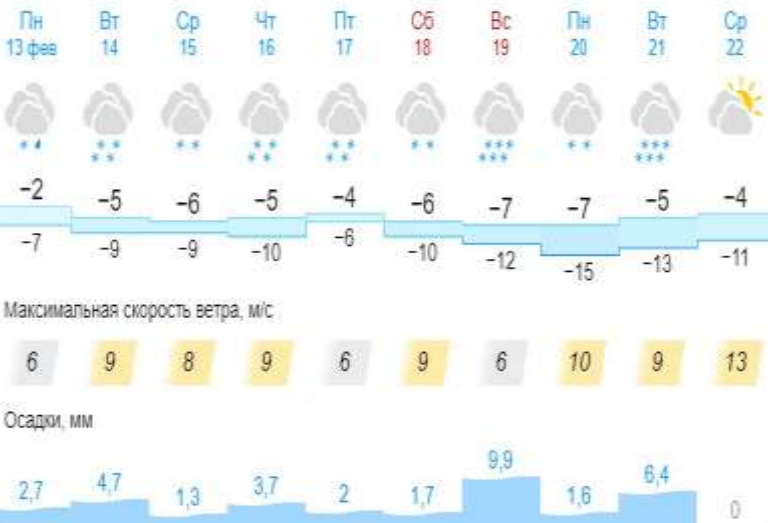 Пн Вт Ср Чт Пт Сб Вс Пн Вт Ср
13 фев 14 15 16 17 18 19 20 21 22
−2 −5 −6 −5 −4 −6 −7 −7 −5 −4
−7 −9 −9 −10 −6 −10 −12 −15 −13 −11
Максимальная скорость ветра, м/с
6 9 8 9 6 9 6 10 9 13
Осадки, мм
2,7 4,7 1,3 3,7 2 1,7 9,9 1,6 6,4 0